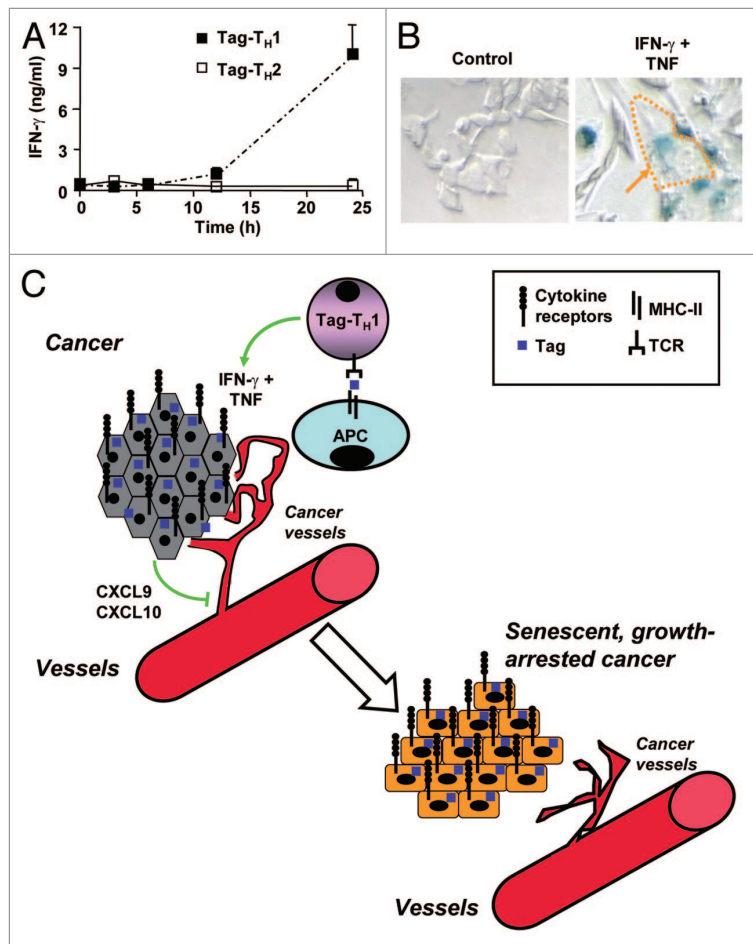 A
IFN-γ (ng/ml)
12
9
6
3
0
Tag-TH1
Tag-TH2
0 5 10 15 20 25
Time (h)
B
Control
IFN-γ +
TNF
C
Cancer
Tag-TH1
IFN-γ +
TNF
APC
Cytokine
receptors
MHC-II
Tag
TCR
Cancer
vessels
CXCL9
CXCL10
Vessels
Senescent, growth-
arrested cancer
Cancer
vessels
Vessels